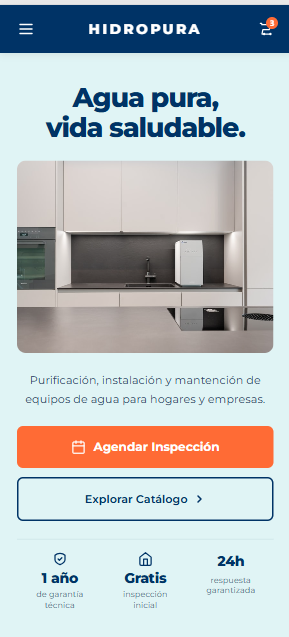 HIDROPURA
3
Agua pura,
vida saludable.
Purificación, instalación y mantención de
equipos de agua para hogares y empresas.
Agendar Inspección
Explorar Catálogo
1 año
de garantía
técnica
Gratis
inspección
inicial
24h
respuesta
garantizada